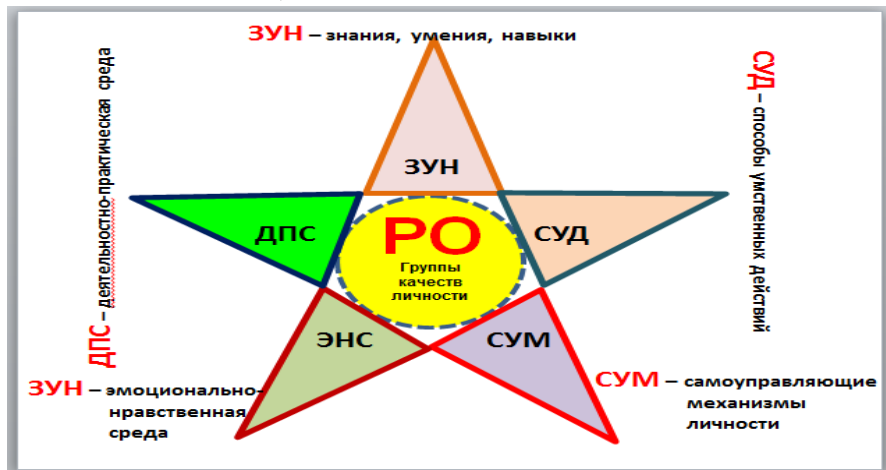 ЗУН – знания, умения, навыки
ДПС – деятельностно-практическая среда
СУД – способы умственных действий
ЗУН
ДПС
РО
Группы
качеств
личности
СУД
ЭНС
СУМ
ЗУН – эмоционально-
нравственная
среда
СУМ – самоуправляющие
механизмы
личности